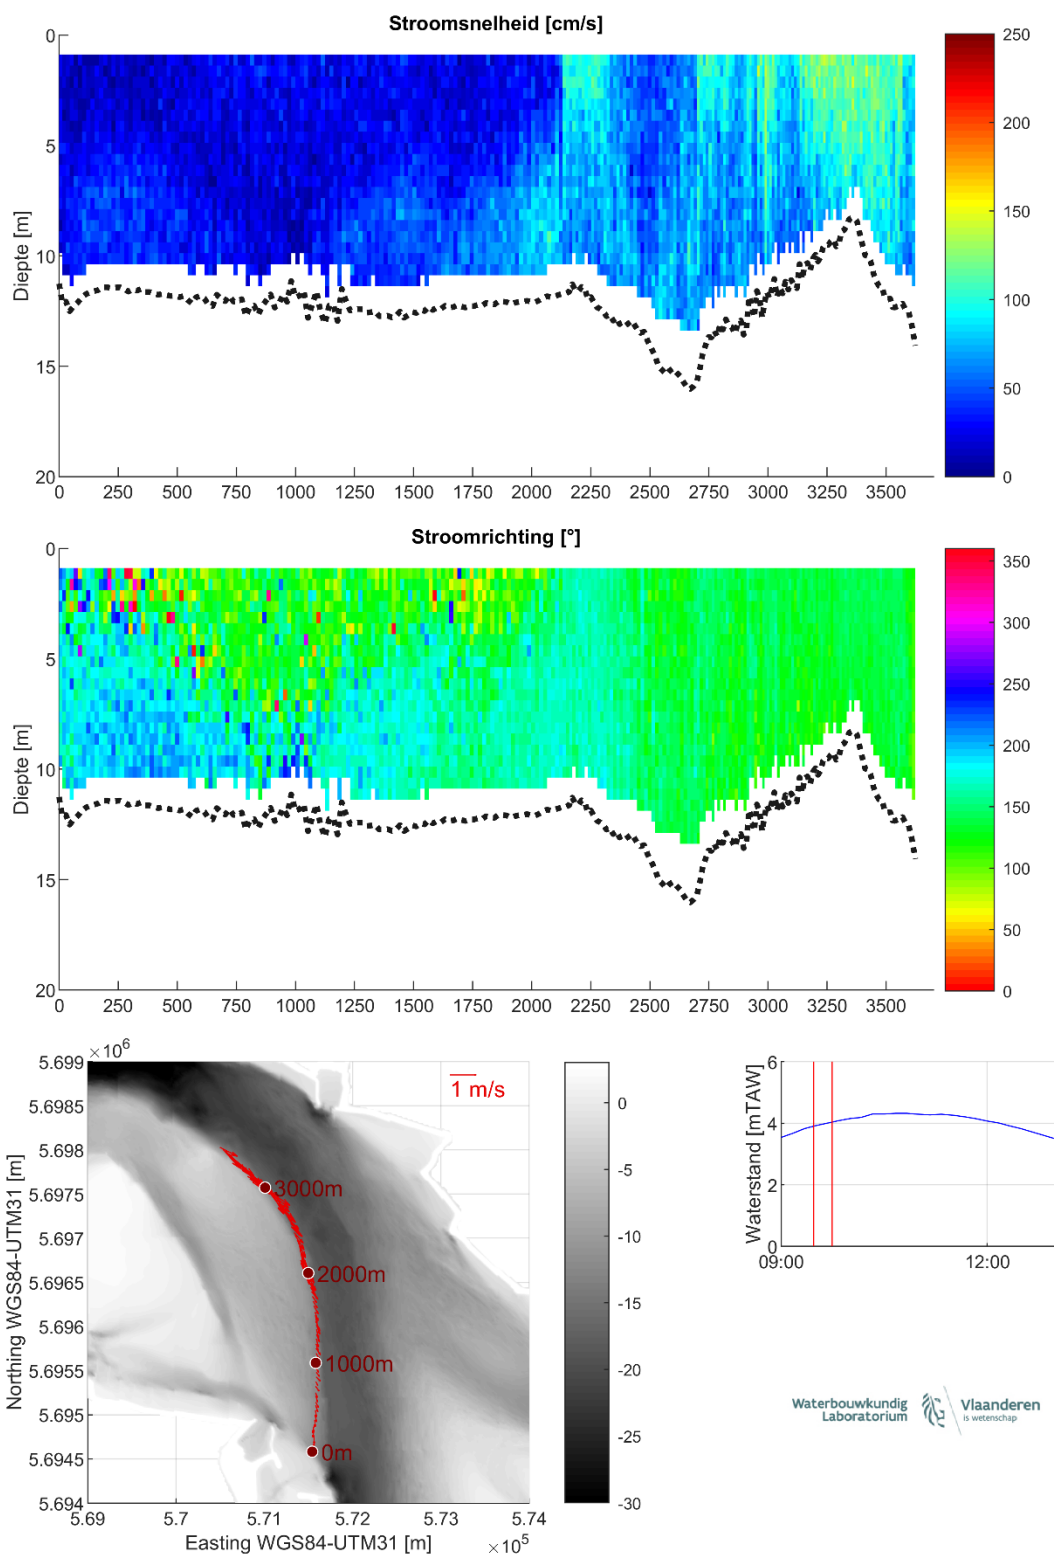 Stroomsnelheid [cm/s]
Diepte [m]
0
5
10
15
20
0 250 500 750 1000 1250 1500 1750 2000 2250 2500 2750 3000 3250 3500
250
200
150
100
50
0
Stroomrichting [°]
Diepte [m]
0
5
10
15
20
0 250 500 750 1000 1250 1500 1750 2000 2250 2500 2750 3000 3250 3500
350
300
250
200
150
100
50
0
×10⁶
Northing WGS84-UTM31 [m]
5.699
5.6985
5.698
5.6975
5.697
5.6965
5.696
5.6955
5.695
5.6945
5.694
1 m/s
3000m
2000m
1000m
0m
5.69 5.7 5.71 5.72 5.73 5.74
Easting WGS84-UTM31 [m]
×10⁵
0
-5
-10
-15
-20
-25
-30
Waterstand [mTAW]
6
4
2
0
09:00 12:00
Waterbouwkundig
Laboratorium
Vlaanderen
is wetenschap